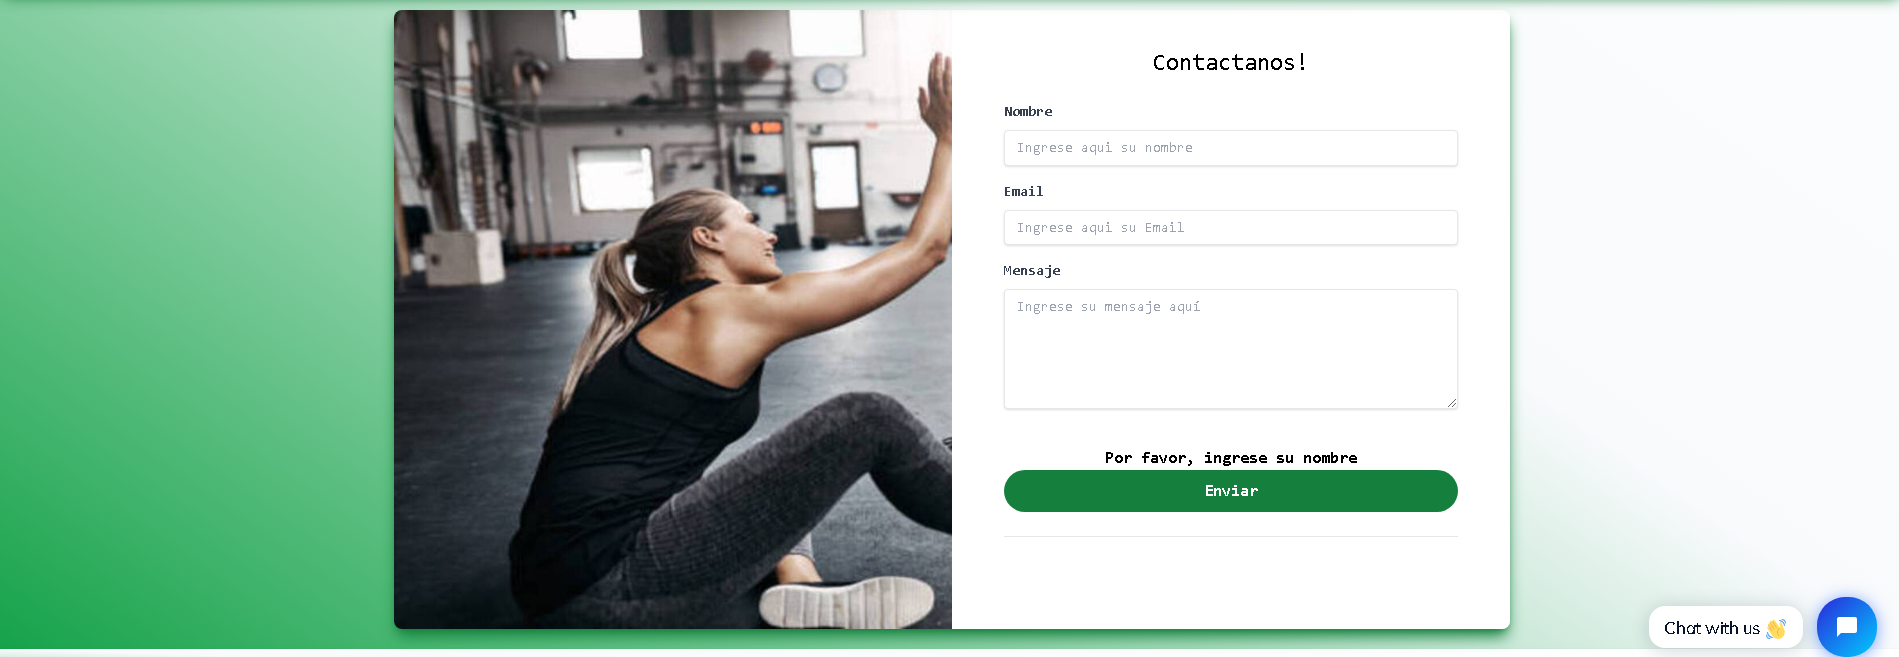 Contactanos!
Nombre
Ingrese aqui su nombre
Email
Ingrese aqui su Email
Mensaje
Ingrese su mensaje aquí
Por favor, ingrese su nombre
Enviar
Chat with us 👋